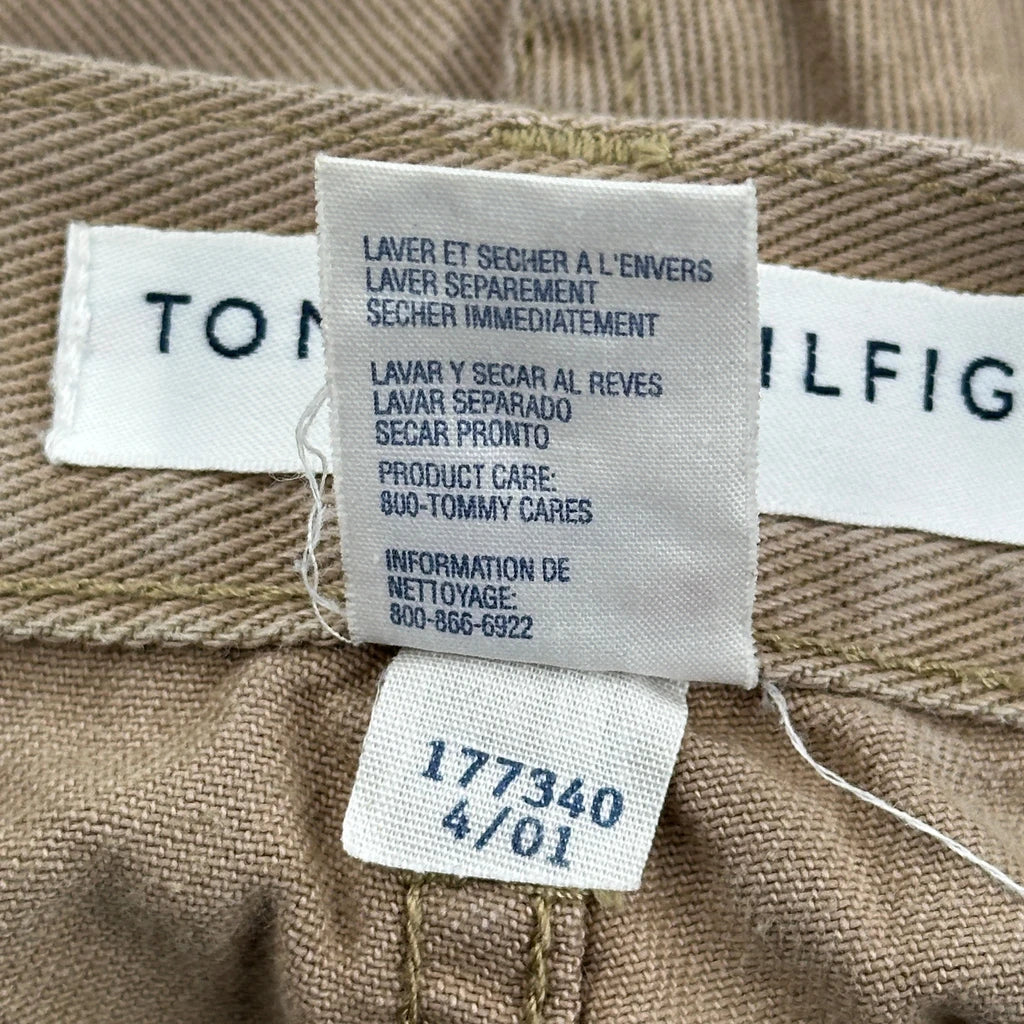 TOM
ILFIG
LAVER ET SECHER A L'ENVERS
LAVER SEPAREMENT
SECHER IMMEDIATEMENT
LAVAR Y SECAR AL REVES
LAVAR SEPARADO
SECAR PRONTO
PRODUCT CARE:
800-TOMMY CARES
INFORMATION DE
NETTOYAGE:
800-866-6922
177340
4/01